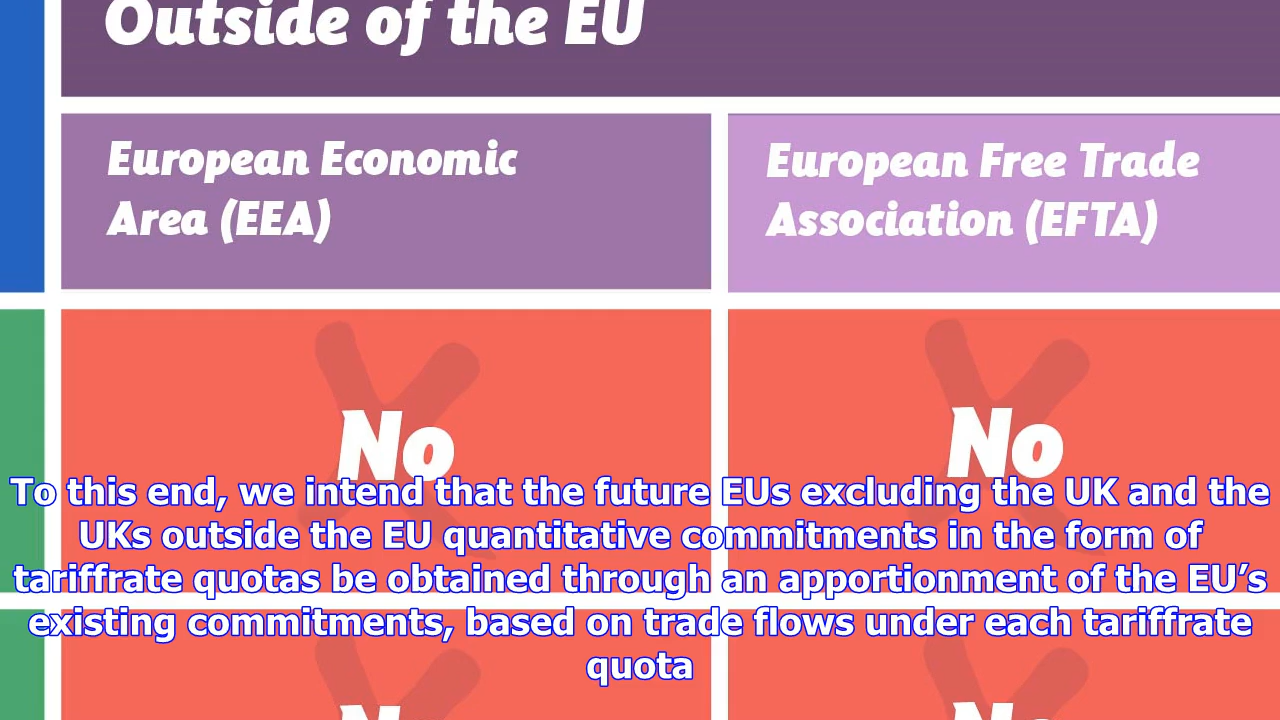 Outside of the EU
European Economic
Area (EEA)
European Free Trade
Association (EFTA)
No
No
To this end, we intend that the future EUs excluding the UK and the
UKs outside the EU quantitative commitments in the form of
tariffrate quotas be obtained through an apportionment of the EU’s
existing commitments, based on trade flows under each tariffrate
quota
No
No